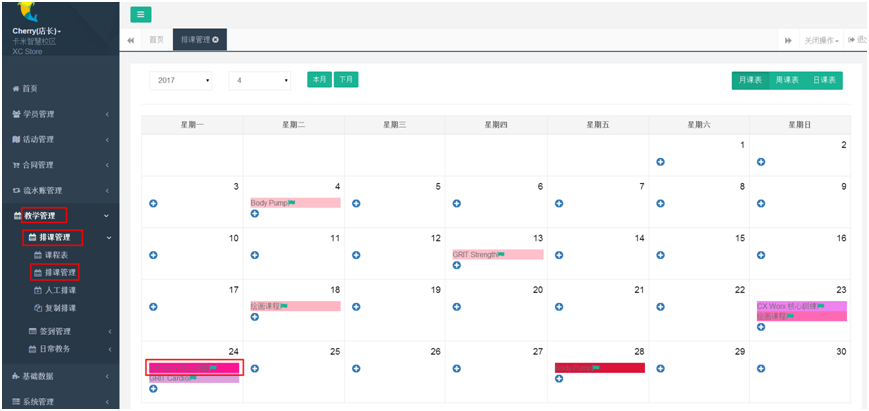 Cherry(店长)
卡米智慧校区
XC Store
首页
排课管理
关闭操作
首页
学员管理
活动管理
合同管理
流水账管理
教学管理
排课管理
课程表
排课管理
人工排课
复制排课
签到管理
日常教务
基础数据
系统管理
2017
4
本月
下月
月课表
周课表
日课表
星期一 星期二 星期三 星期四 星期五 星期六 星期日
1 2
3 4 5 6 7 8 9
Body Pump
10 11 12 13 14 15 16
GRIT Strength
17 18 19 20 21 22 23
绘画课程
CX Worx 核心训练
绘画课程
24 25 26 27 28 29 30
Body Pump
GRIT Cardio